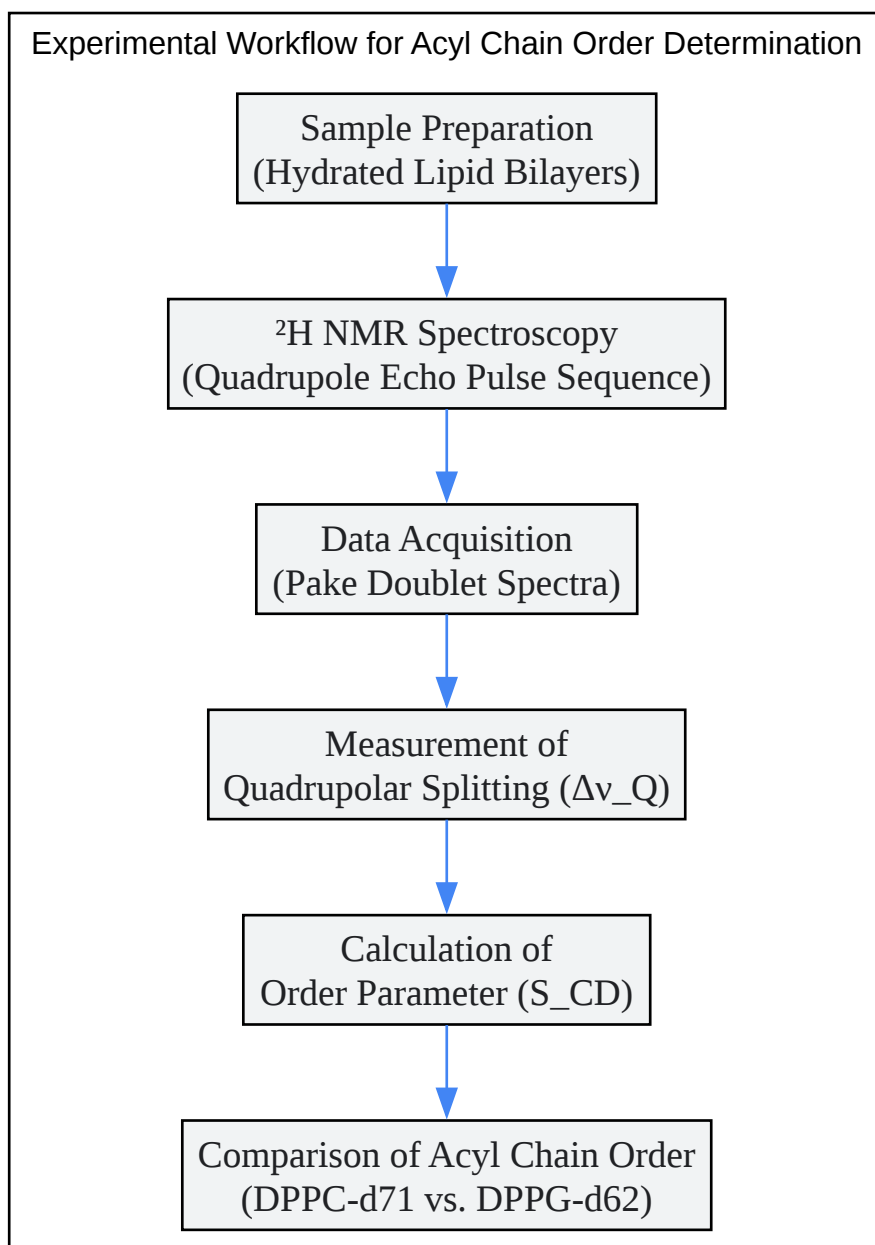 Experimental Workflow for Acyl Chain Order Determination
Sample Preparation
(Hydrated Lipid Bilayers)
²H NMR Spectroscopy
(Quadrupole Echo Pulse Sequence)
Data Acquisition
(Pake Doublet Spectra)
Measurement of
Quadrupolar Splitting (Δν_Q)
Calculation of
Order Parameter (S_CD)
Comparison of Acyl Chain Order
(DPPC-d71 vs. DPPG-d62)